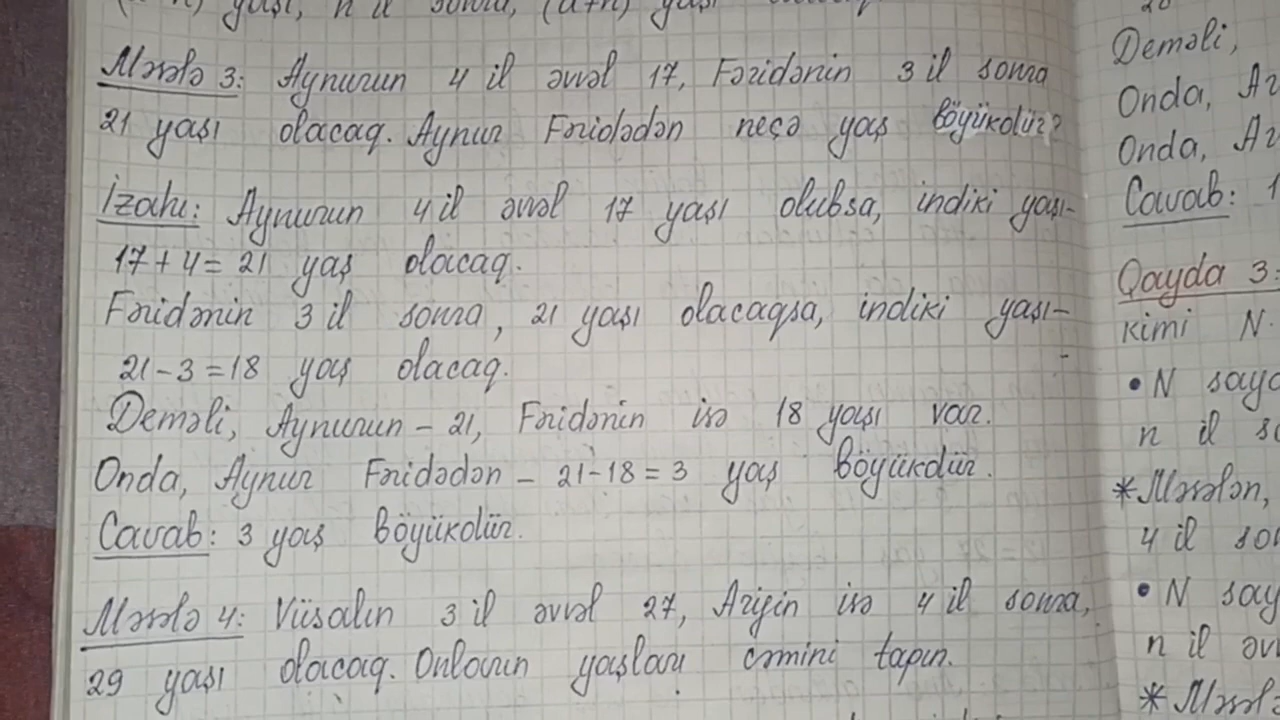 Məsələ 3: Aynurun 4 il əvvəl 17, Fəridənin 3 il sonra
21 yaşı olacaq. Aynur Fəridədən neçə yaş böyükdür?
İzahı: Aynurun 4 il əvvəl 17 yaşı olubsa, indiki yaşı-
17+4=21 yaş olacaq.
Fəridənin 3 il sonra, 21 yaşı olacaqsa, indiki yaşı-
21-3=18 yaş olacaq.
Deməli, Aynurun - 21, Fəridənin isə 18 yaşı var.
Onda, Aynur Fəridədən - 21-18=3 yaş böyükdür.
Cavab: 3 yaş böyükdür.
Məsələ 4: Vüsalın 3 il əvvəl 27, Arifin isə 4 il sonra,
29 yaşı olacaq. Onların yaşları cəmini tapın.
Deməli,
Onda,
Onda,
Cavab: 1
Qayda 3:
kimi N
• N
n il
*Məsələn,
4 il
• N
n il
*